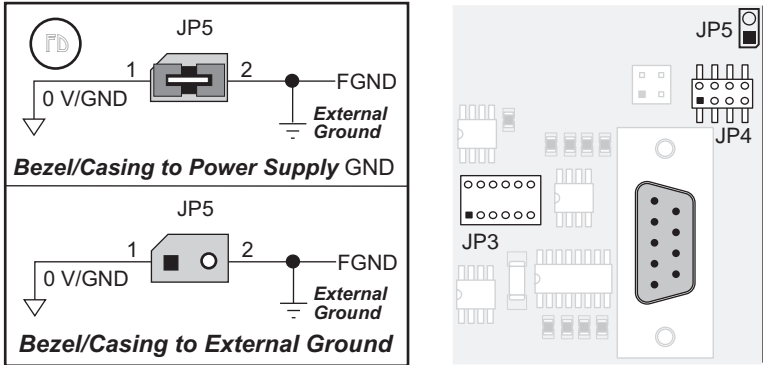 FD
JP5
1
2
0 V/GND
FGND
External
Ground
Bezel/Casing to Power Supply GND
JP5
1
2
0 V/GND
FGND
External
Ground
Bezel/Casing to External Ground
JP5
JP4
JP3